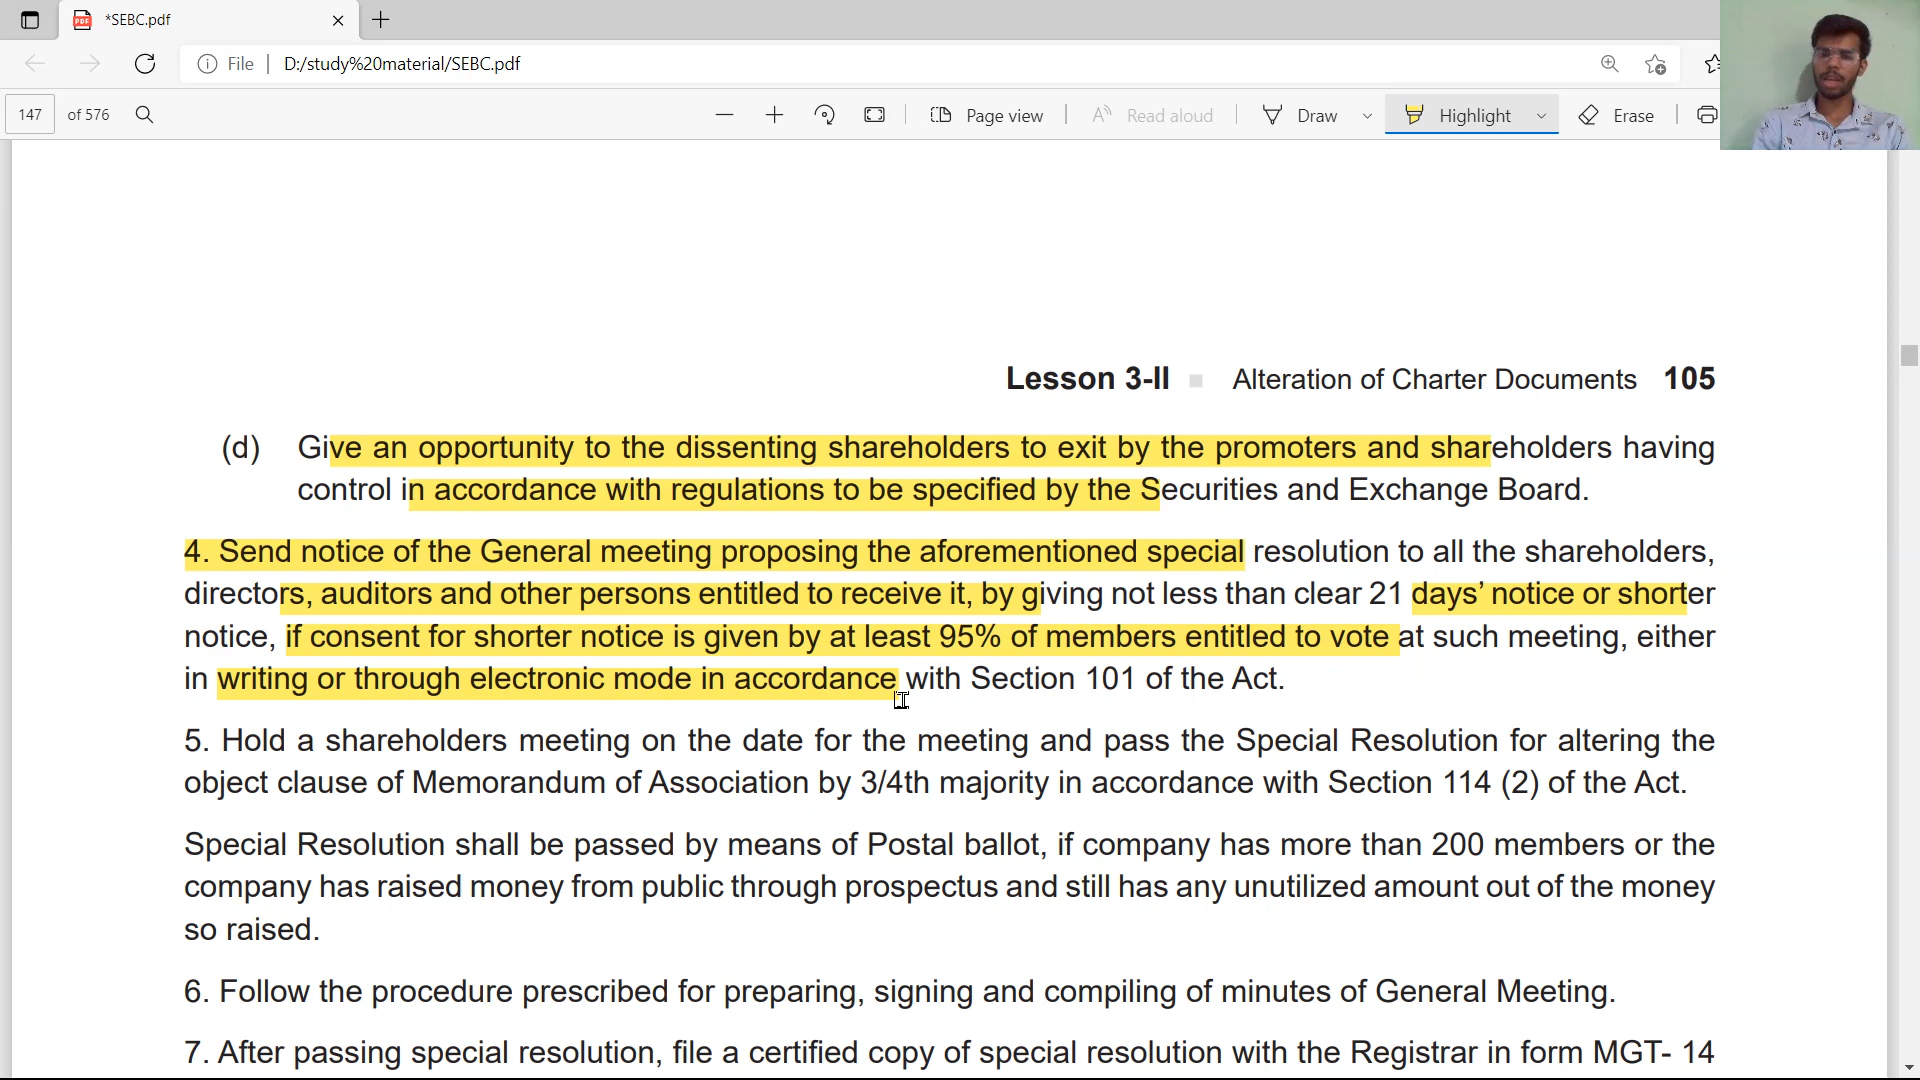 *SEBC.pdf
File
D:/study%20material/SEBC.pdf
147 of 576
Page view
Read aloud
Draw
Highlight
Erase
Lesson 3-II Alteration of Charter Documents 105
(d) Give an opportunity to the dissenting shareholders to exit by the promoters and shareholders having
control in accordance with regulations to be specified by the Securities and Exchange Board.
4. Send notice of the General meeting proposing the aforementioned special resolution to all the shareholders,
directors, auditors and other persons entitled to receive it, by giving not less than clear 21 days’ notice or shorter
notice, if consent for shorter notice is given by at least 95% of members entitled to vote at such meeting, either
in writing or through electronic mode in accordance with Section 101 of the Act.
5. Hold a shareholders meeting on the date for the meeting and pass the Special Resolution for altering the
object clause of Memorandum of Association by 3/4th majority in accordance with Section 114 (2) of the Act.
Special Resolution shall be passed by means of Postal ballot, if company has more than 200 members or the
company has raised money from public through prospectus and still has any unutilized amount out of the money
so raised.
6. Follow the procedure prescribed for preparing, signing and compiling of minutes of General Meeting.
7. After passing special resolution, file a certified copy of special resolution with the Registrar in form MGT- 14